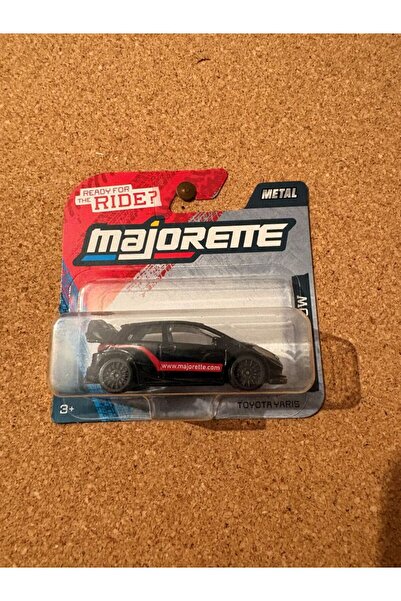 READY FOR
THE RIDE?
METAL
majorette
www.majorette.com
3+
TOYOTA YARIS